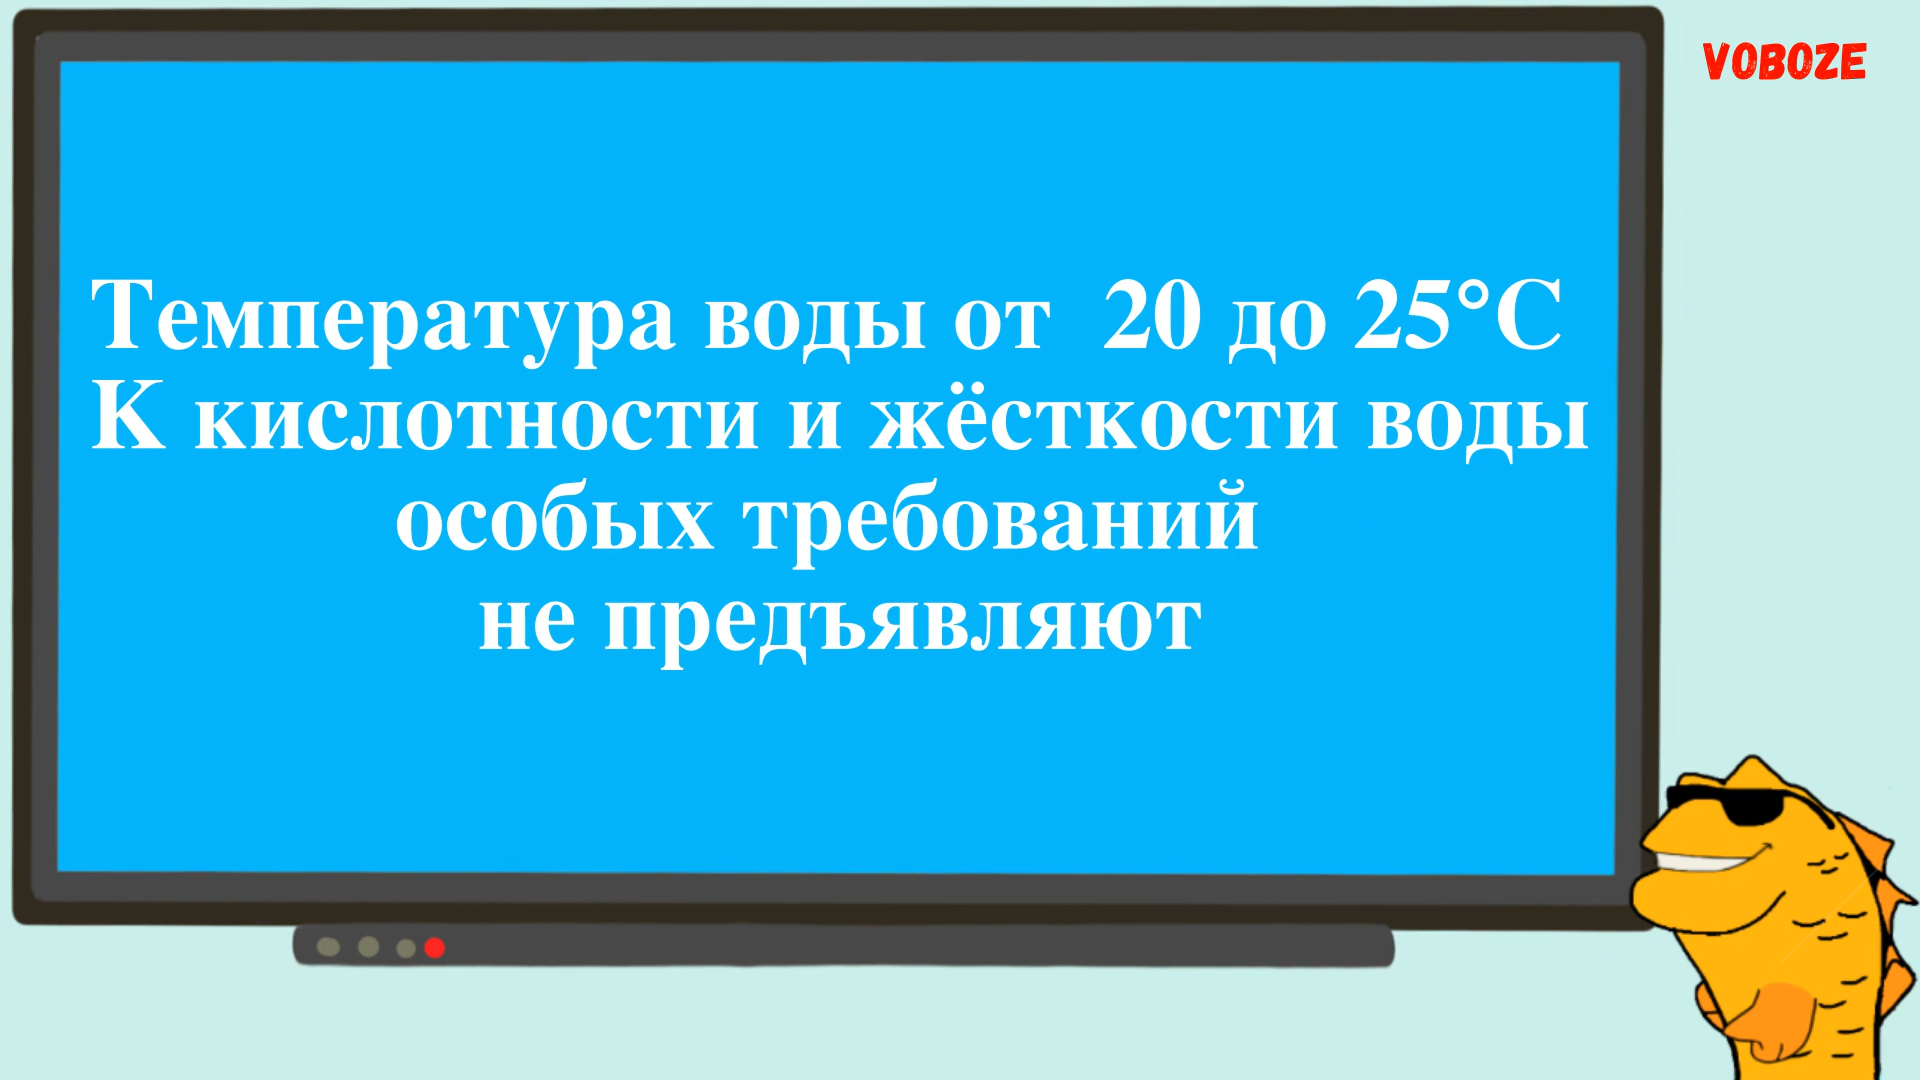 VOBOZE
Температура воды от 20 до 25°C
К кислотности и жёсткости воды
особых требований
не предъявляют